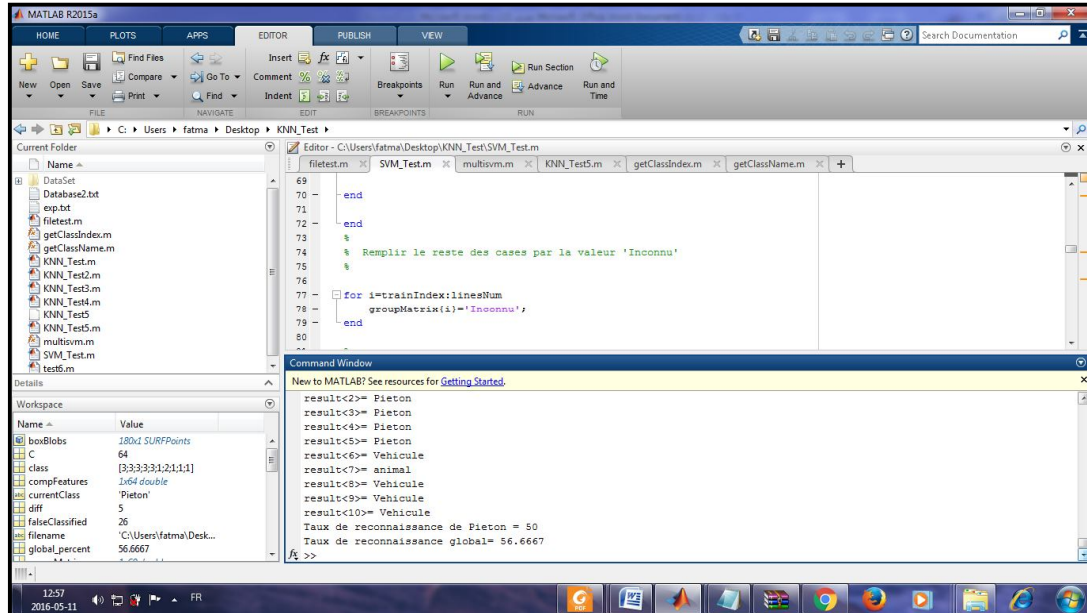 MATLAB R2015a
HOME PLOTS APPS EDITOR PUBLISH VIEW Search Documentation
New Open Save
Find Files
Compare
Print
FILE
Go To
Find
NAVIGATE
Insert fx
Comment
Indent
EDIT
Breakpoints
BREAKPOINTS
Run
Run and Advance
Run Section
Advance
Run and Time
RUN
C: Users fatma Desktop KNN_Test
Current Folder
Name
DataSet
Database2.txt
exp.txt
filetest.m
getClassIndex.m
getClassName.m
KNN_Test.m
KNN_Test2.m
KNN_Test3.m
KNN_Test4.m
KNN_Test5
KNN_Test5.m
multisvm.m
SVM_Test.m
test6.m
Details
Workspace
Name Value
boxBlobs 180x1 SURFPoints
C 64
class [3;3;3;3;3;1;2;1;1;1]
compFeatures 1x64 double
currentClass 'Pieton'
diff 5
falseClassified 26
filename 'C:\Users\fatma\Desk...
global_percent 56.6667
Editor - C:\Users\fatma\Desktop\KNN_Test\SVM_Test.m
filetest.m SVM_Test.m multisvm.m KNN_Test5.m getClassIndex.m getClassName.m +
69
70 - end
71
72 - end
73 %
74 % Remplir le reste des cases par la valeur 'Inconnu'
75 %
76
77 - for i=trainIndex:linesNum
78 - groupMatrix{i}='Inconnu';
79 - end
80
Command Window
New to MATLAB? See resources for Getting Started.
result<2>= Pieton
result<3>= Pieton
result<4>= Pieton
result<5>= Pieton
result<6>= Vehicule
result<7>= animal
result<8>= Vehicule
result<9>= Vehicule
result<10>= Vehicule
Taux de reconnaissance de Pieton = 50
Taux de reconnaissance global= 56.6667
fx >>
12:57
2016-05-11
FR
PDF